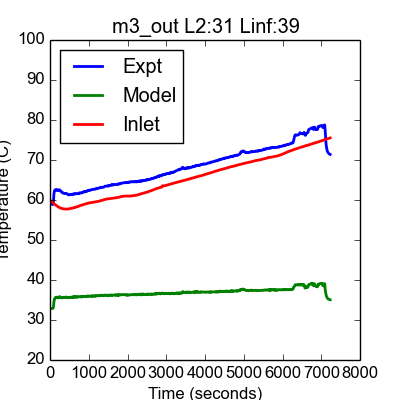 m3_out L2:31 Linf:39
100
90
80
70
60
50
40
30
20
Expt
Model
Inlet
Temperature (C)
0 1000 2000 3000 4000 5000 6000 7000 8000
Time (seconds)